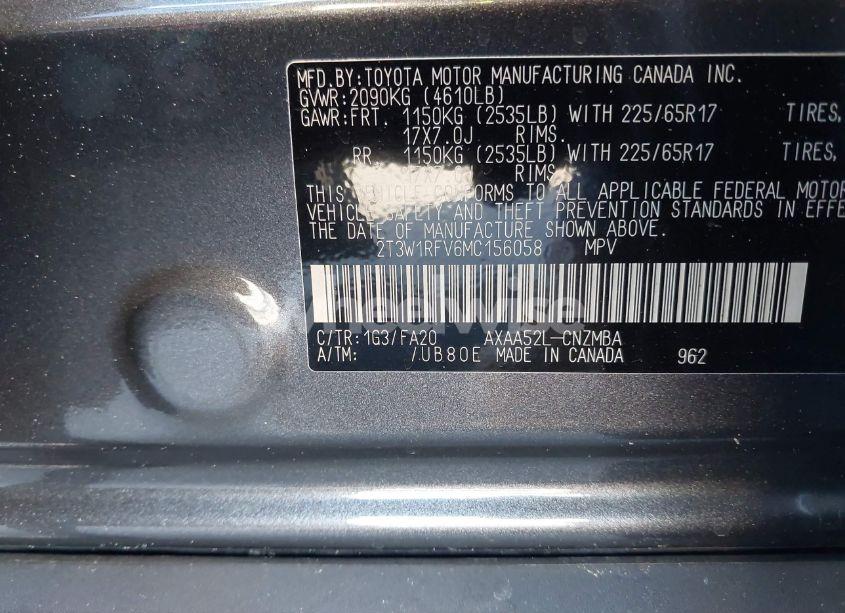 MFD.BY:TOYOTA MOTOR MANUFACTURING CANADA INC.
GVWR:2090KG (4610LB)
GAWR:FRT. 1150KG (2535LB) WITH 225/65R17 TIRES,
17X7.0J RIMS.
RR. 1150KG (2535LB) WITH 225/65R17 TIRES,
17X7. RIMS
THIS VEHICLE CONFORMS TO ALL APPLICABLE FEDERAL MOTOR
VEHICLE SAFETY AND THEFT PREVENTION STANDARDS IN EFFE
THE DATE OF MANUFACTURE SHOWN ABOVE.
2T3W1RFV6MC156058 MPV
wheelwise
C/TR:1G3/FA20 AXAA52L-CNZMBA
A/TM: /UB80E MADE IN CANADA 962